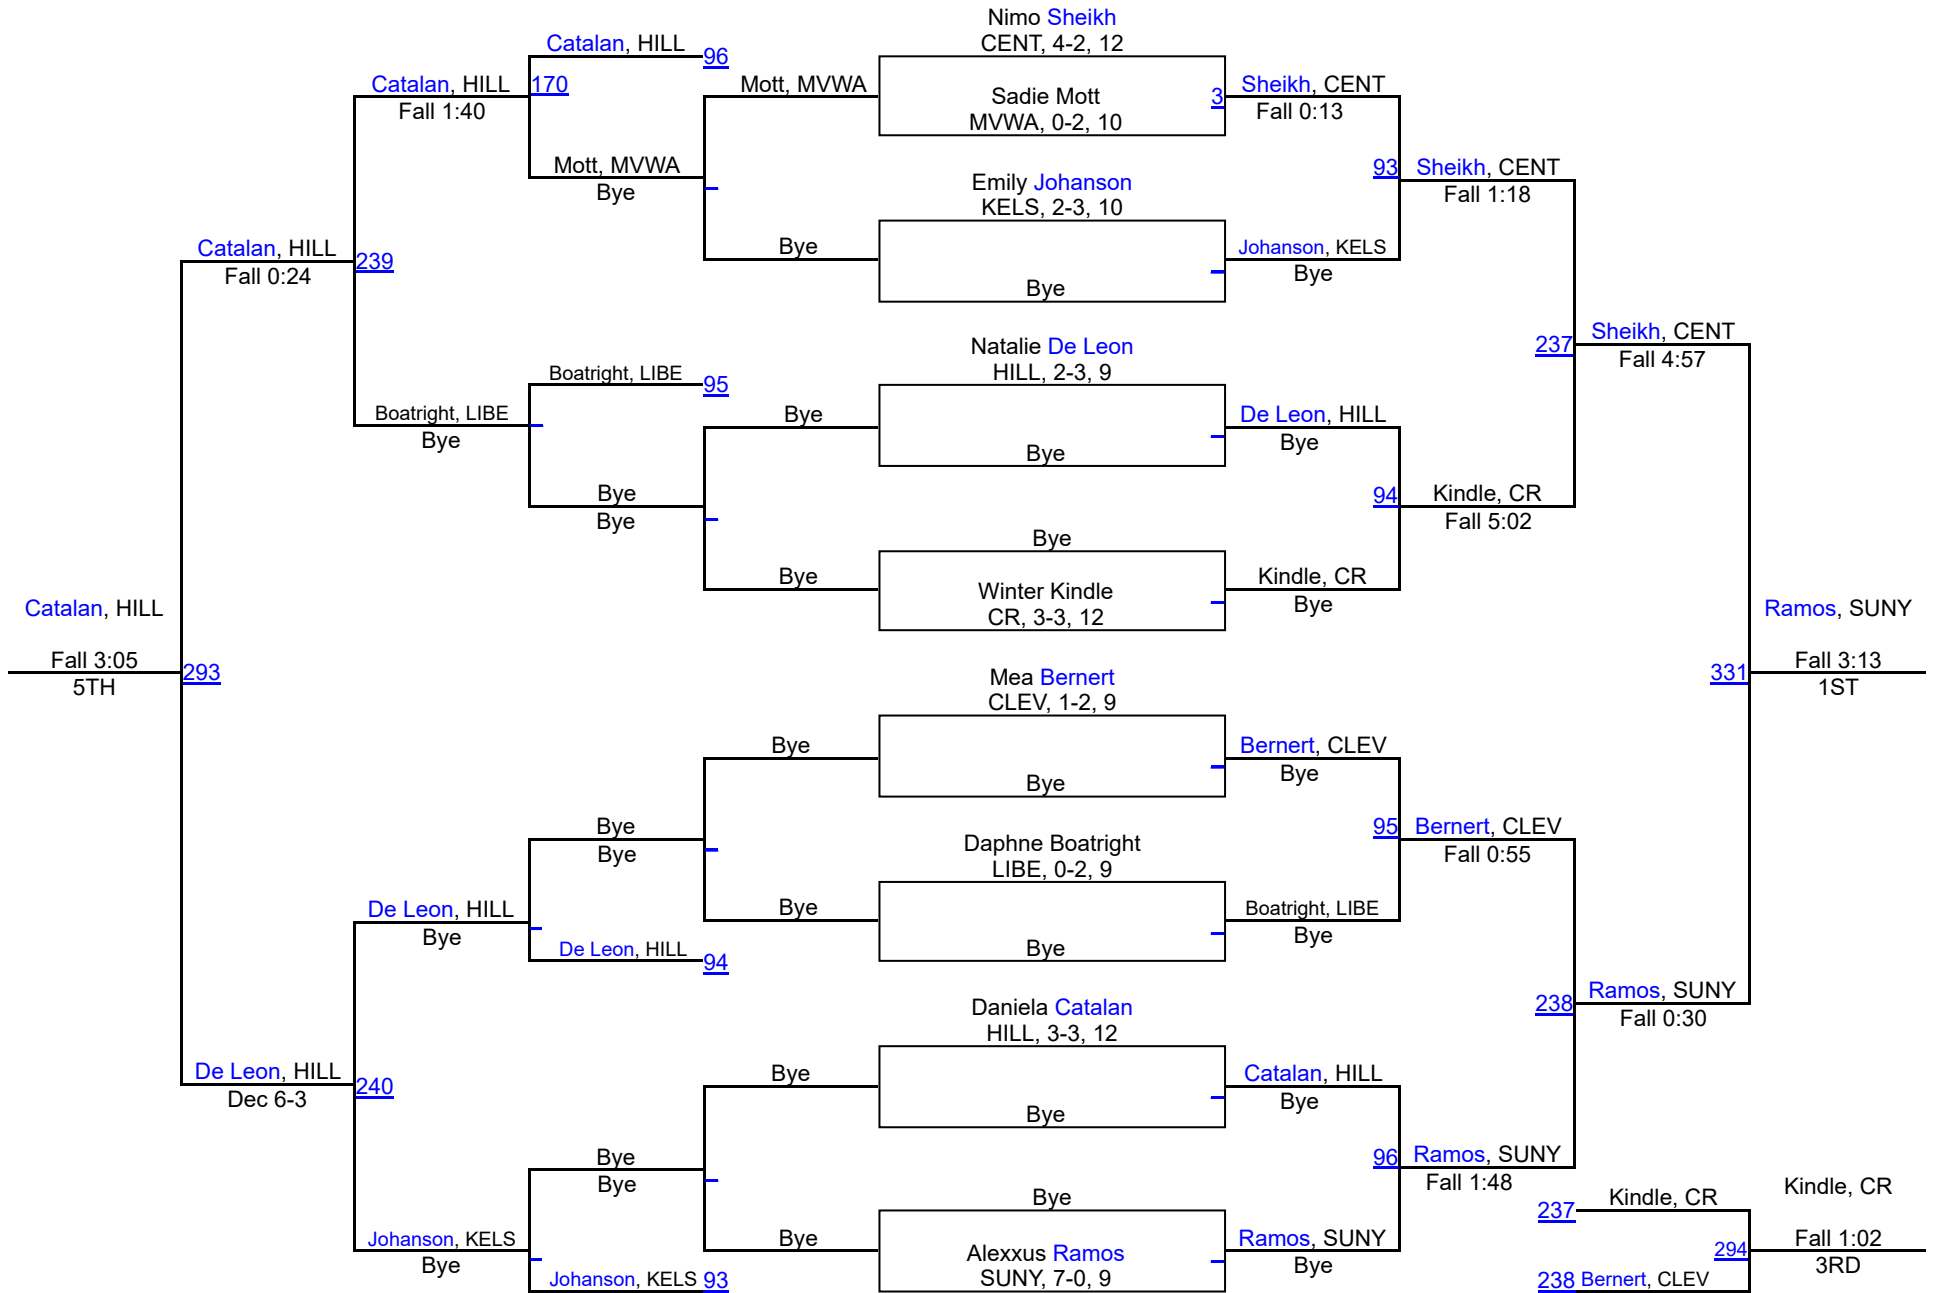 Nimo Sheikh
CENT, 4-2, 12
Sadie Mott
MVWA, 0-2, 10
3
Emily Johanson
KELS, 2-3, 10
Bye
Natalie De Leon
HILL, 2-3, 9
Bye
Bye
Winter Kindle
CR, 3-3, 12
Mea Bernert
CLEV, 1-2, 9
Bye
Daphne Boatright
LIBE, 0-2, 9
Bye
Daniela Catalan
HILL, 3-3, 12
Bye
Bye
Alexxus Ramos
SUNY, 7-0, 9
Sheikh, CENT
Fall 0:13
Johanson, KELS
Bye
De Leon, HILL
Bye
Kindle, CR
Bye
Bernert, CLEV
Bye
Boatright, LIBE
Bye
Catalan, HILL
Bye
Ramos, SUNY
Bye
93
Sheikh, CENT
Fall 1:18
94
Kindle, CR
Fall 5:02
95
Bernert, CLEV
Fall 0:55
96
Ramos, SUNY
Fall 1:48
237
Sheikh, CENT
Fall 4:57
238
Ramos, SUNY
Fall 0:30
Ramos, SUNY
331
Fall 3:13
1ST
237
Kindle, CR
238 Bernert, CLEV
Kindle, CR
294
Fall 1:02
3RD
Mott, MVWA
Bye
Bye
Bye
Bye
Bye
Bye
Bye
Catalan, HILL
96
Mott, MVWA
Bye
Boatright, LIBE
95
Bye
Bye
Bye
Bye
De Leon, HILL
94
Bye
Bye
Johanson, KELS 93
Catalan, HILL
170
Fall 1:40
Boatright, LIBE
Bye
De Leon, HILL
Bye
Johanson, KELS
Bye
Catalan, HILL
239
Fall 0:24
De Leon, HILL
240
Dec 6-3
Catalan, HILL
293
Fall 3:05
5TH